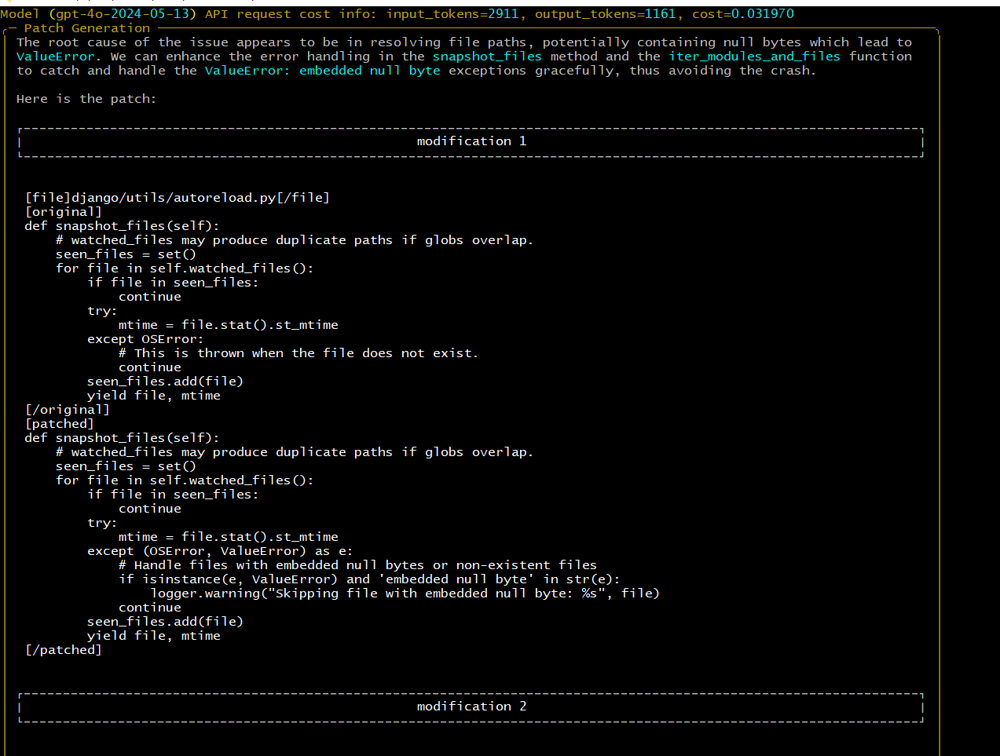 Model (gpt-4o-2024-05-13) API request cost info: input_tokens=2911, output_tokens=1161, cost=0.031970
Patch Generation
The root cause of the issue appears to be in resolving file paths, potentially containing null bytes which lead to
ValueError. We can enhance the error handling in the snapshot_files method and the iter_modules_and_files function
to catch and handle the ValueError: embedded null byte exceptions gracefully, thus avoiding the crash.
Here is the patch:
modification 1
[file]django/utils/autoreload.py[/file]
[original]
def snapshot_files(self):
    # watched_files may produce duplicate paths if globs overlap.
    seen_files = set()
    for file in self.watched_files():
        if file in seen_files:
            continue
        try:
            mtime = file.stat().st_mtime
        except OSError:
            # This is thrown when the file does not exist.
            continue
        seen_files.add(file)
        yield file, mtime
[/original]
[patched]
def snapshot_files(self):
    # watched_files may produce duplicate paths if globs overlap.
    seen_files = set()
    for file in self.watched_files():
        if file in seen_files:
            continue
        try:
            mtime = file.stat().st_mtime
        except (OSError, ValueError) as e:
            # Handle files with embedded null bytes or non-existent files
            if isinstance(e, ValueError) and 'embedded null byte' in str(e):
                logger.warning("Skipping file with embedded null byte: %s", file)
            continue
        seen_files.add(file)
        yield file, mtime
[/patched]
modification 2